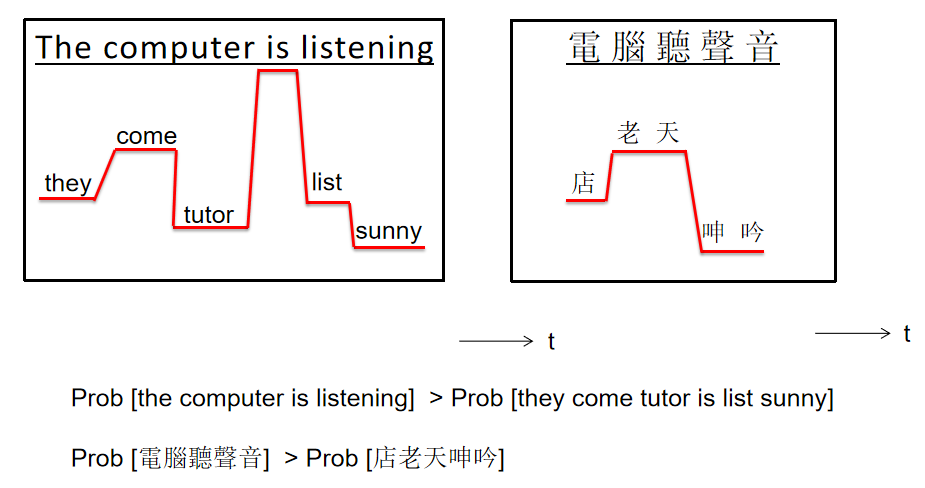 The computer is listening
they
come
tutor
list
sunny
電腦聽聲音
店
老天
呻吟
t
t
Prob [the computer is listening] > Prob [they come tutor is list sunny]
Prob [電腦聽聲音] > Prob [店老天呻吟]